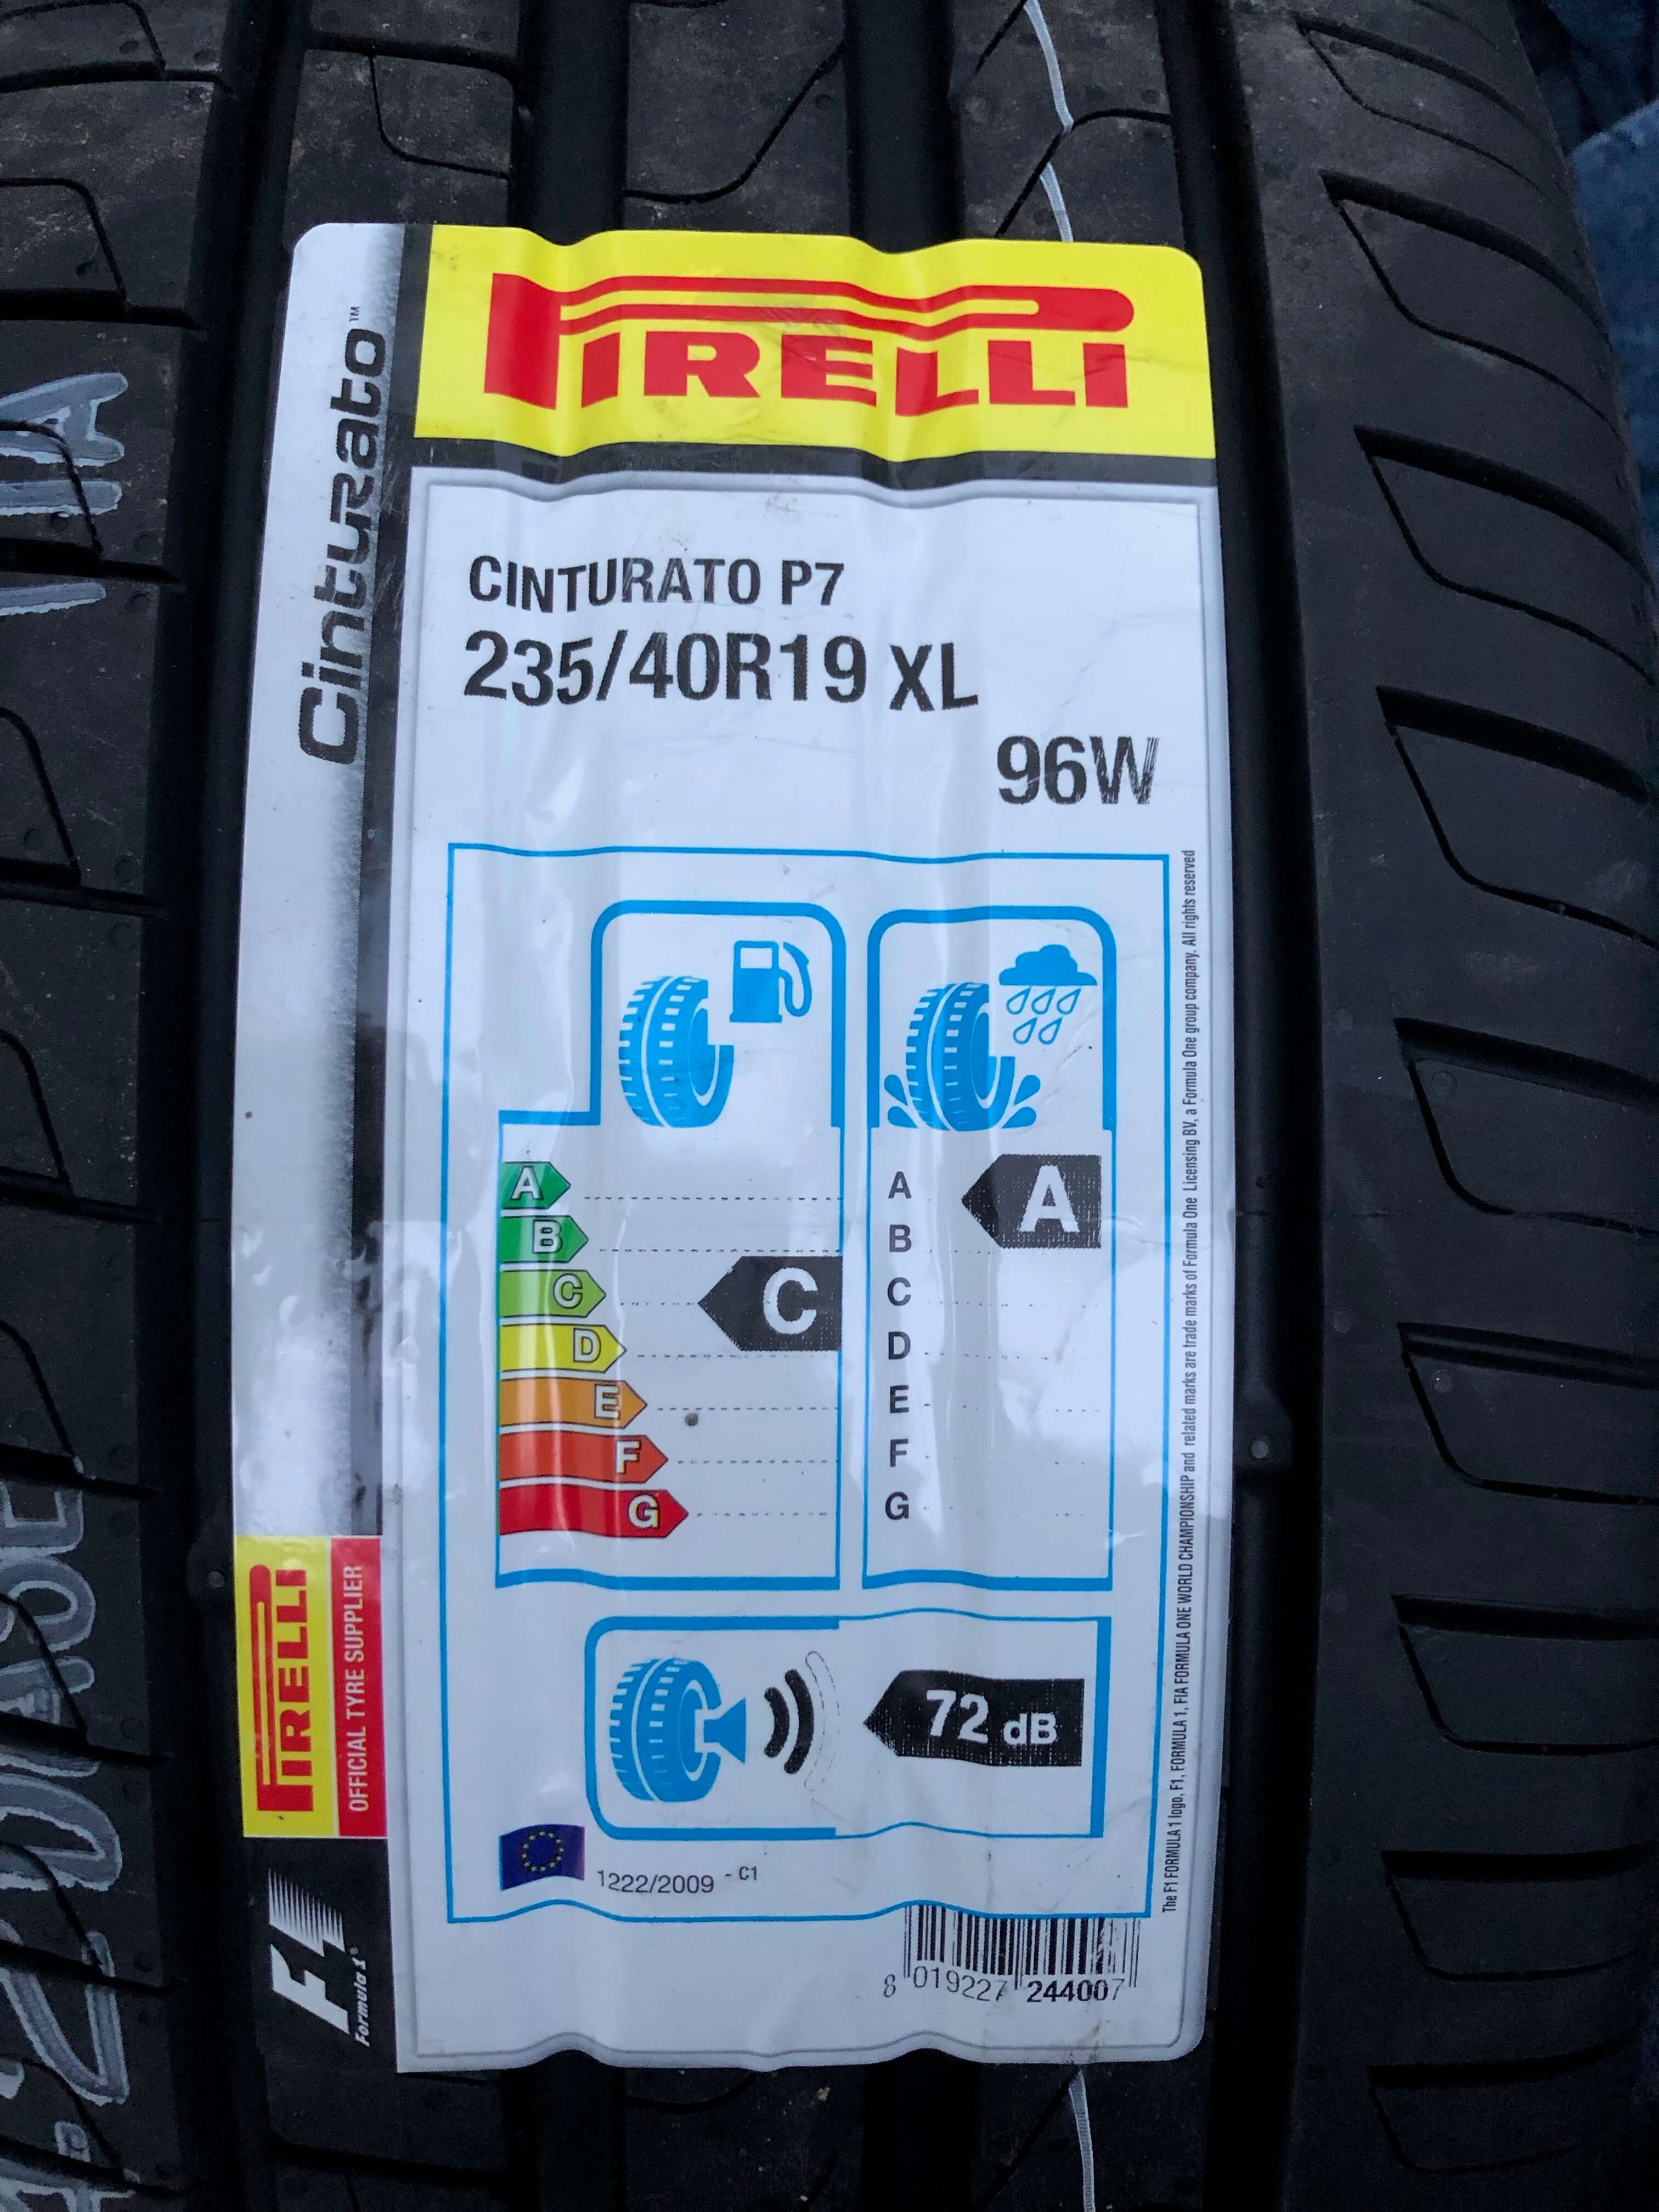 Cinturato™
PIRELLI
CINTURATO P7
235/40R19 XL
96W
A
B
C
D
E
F
G
C
A
B
C
D
E
F
G
A
72 dB
1222/2009 - C1
8 019227 244007
The F1 FORMULA 1 logo, F1, FORMULA 1, FIA FORMULA ONE WORLD CHAMPIONSHIP and related marks are trade marks of Formula One Licensing BV, a Formula One group company. All rights reserved
PIRELLI
OFFICIAL TYRE SUPPLIER
F1
Formula 1®